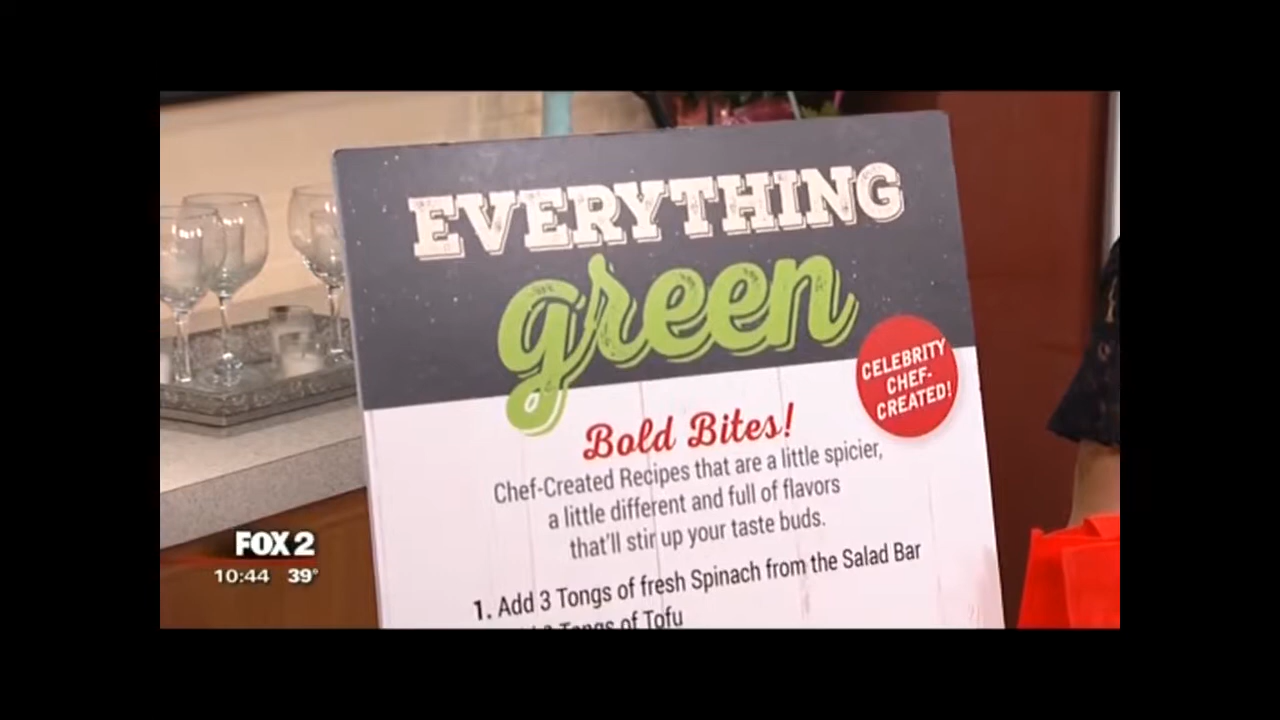 EVERYTHING
green
CELEBRITY
CHEF-
CREATED!
Bold Bites!
Chef-Created Recipes that are a little spicier,
a little different and full of flavors
that'll stir up your taste buds.
1. Add 3 Tongs of fresh Spinach from the Salad Bar
Tongs of Tofu
FOX 2
10:44 39°